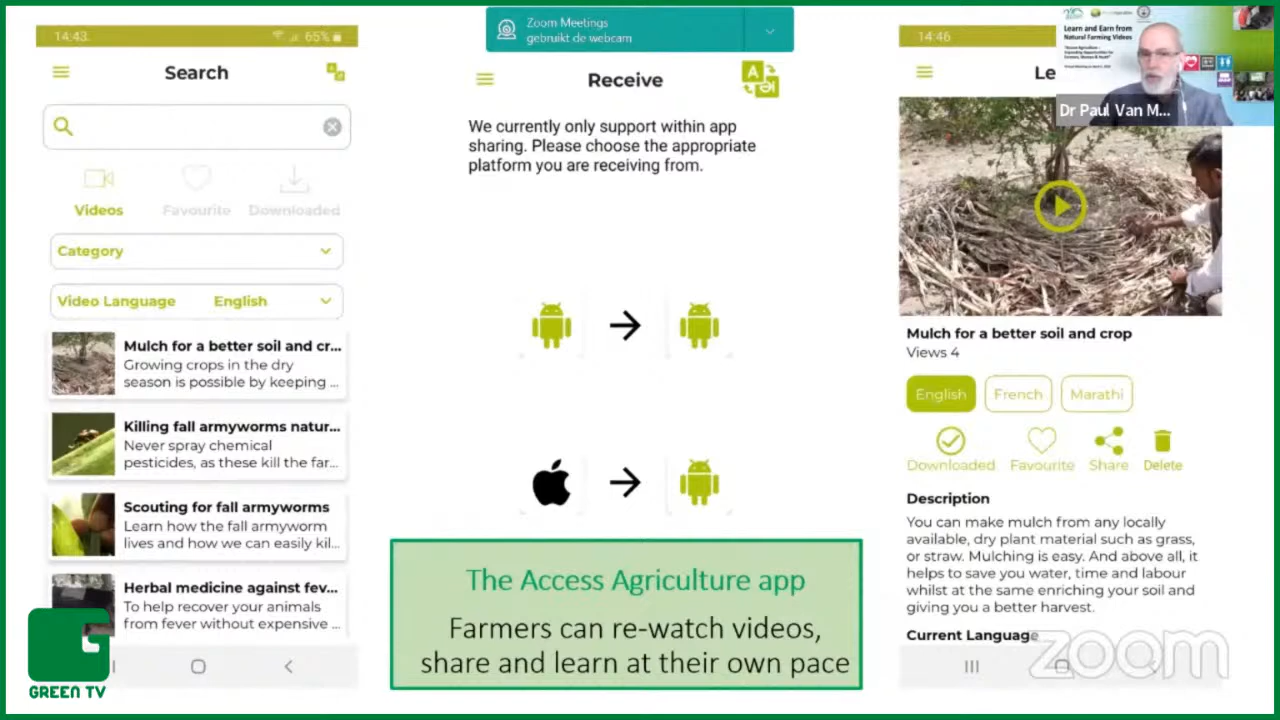 14:43
65%
Search
Videos
Favourite
Downloaded
Category
Video Language English
Mulch for a better soil and cr...
Growing crops in the dry
season is possible by keeping ...
Killing fall armyworms natur...
Never spray chemical
pesticides, as these kill the far...
Scouting for fall armyworms
Learn how the fall armyworm
lives and how we can easily kil...
Herbal medicine against fev...
To help recover your animals
from fever without expensive ...
GREEN TV
Zoom Meetings
gebruikt de webcam
Receive
A
We currently only support within app
sharing. Please choose the appropriate
platform you are receiving from.
The Access Agriculture app
Farmers can re-watch videos,
share and learn at their own pace
14:46
Le
Learn and Earn from
Natural Farming Videos
Dr Paul Van M...
Mulch for a better soil and crop
Views 4
English
French
Marathi
Downloaded
Favourite
Share
Delete
Description
You can make mulch from any locally
available, dry plant material such as grass,
or straw. Mulching is easy. And above all, it
helps to save you water, time and labour
whilst at the same enriching your soil and
giving you a better harvest.
Current Language
zoom